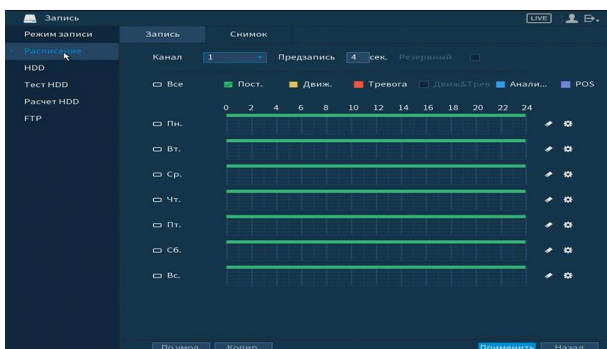 Запись LIVE
Режим записи
Расписание
HDD
Тест HDD
Расчет HDD
FTP
Запись Снимок
Канал 1 Предзапись 4 сек. Резервный
Все Пост. Движ. Тревога Движ&Трев Анали... POS
0 2 4 6 8 10 12 14 16 18 20 22 24
Пн.
Вт.
Ср.
Чт.
Пт.
Сб.
Вс.
По умол Копир Применить Назад